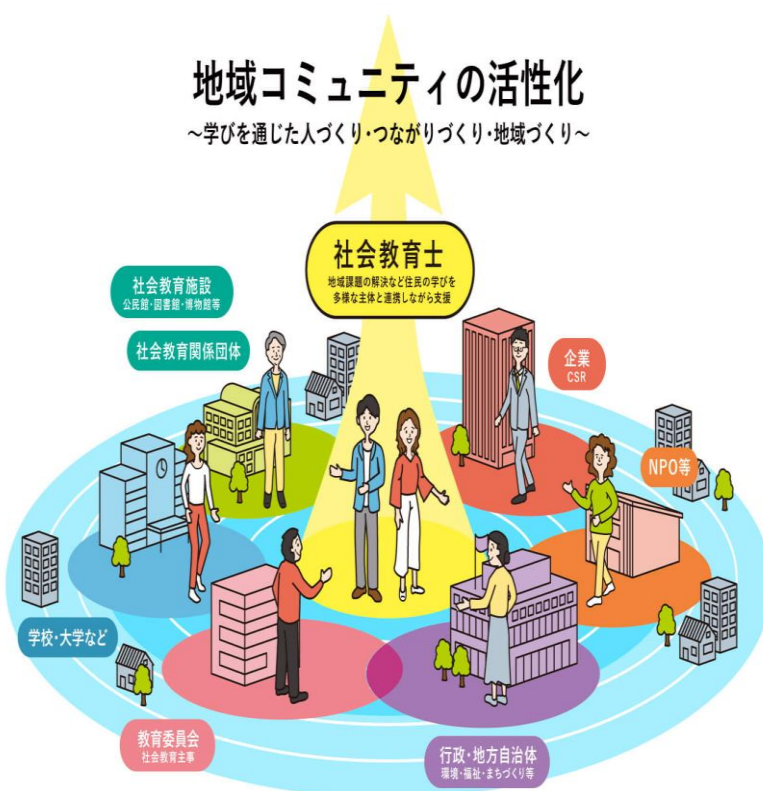 地域コミュニティの活性化
～学びを通じた人づくり・つながりづくり・地域づくり～
社会教育士
地域課題の解決など住民の学びを
多様な主体と連携しながら支援
社会教育施設
公民館・図書館・博物館等
社会教育関係団体
企業
CSR
NPO等
学校・大学など
教育委員会
社会教育主事
行政・地方自治体
環境・福祉・まちづくり等